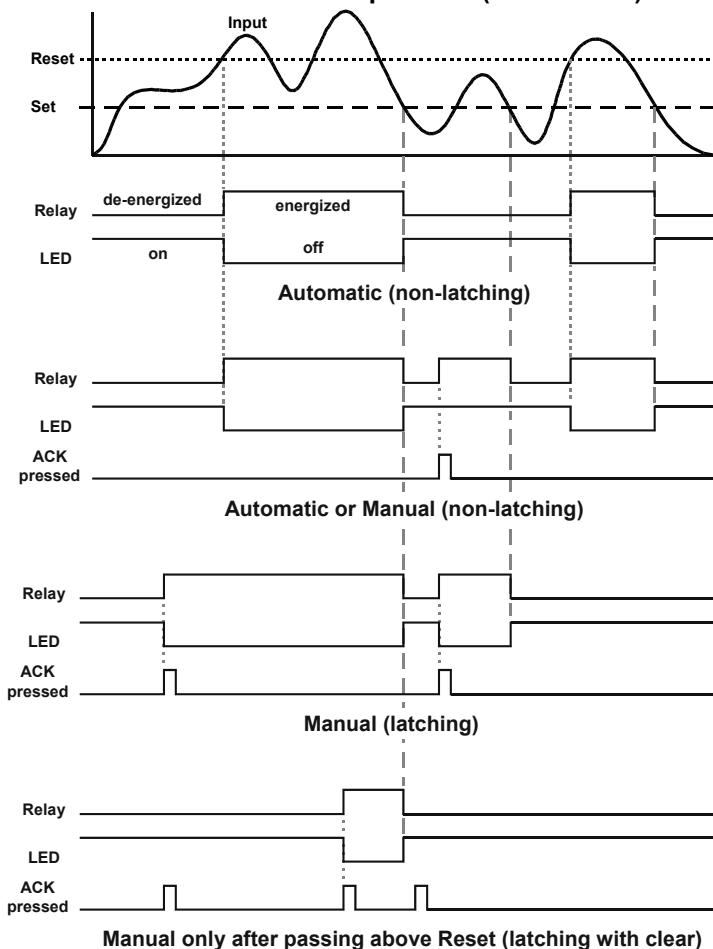 Input
Reset
Set
Relay
de-energized
energized
LED
on
off
Automatic (non-latching)
Relay
LED
ACK
pressed
Automatic or Manual (non-latching)
Relay
LED
ACK
pressed
Manual (latching)
Relay
LED
ACK
pressed
Manual only after passing above Reset (latching with clear)